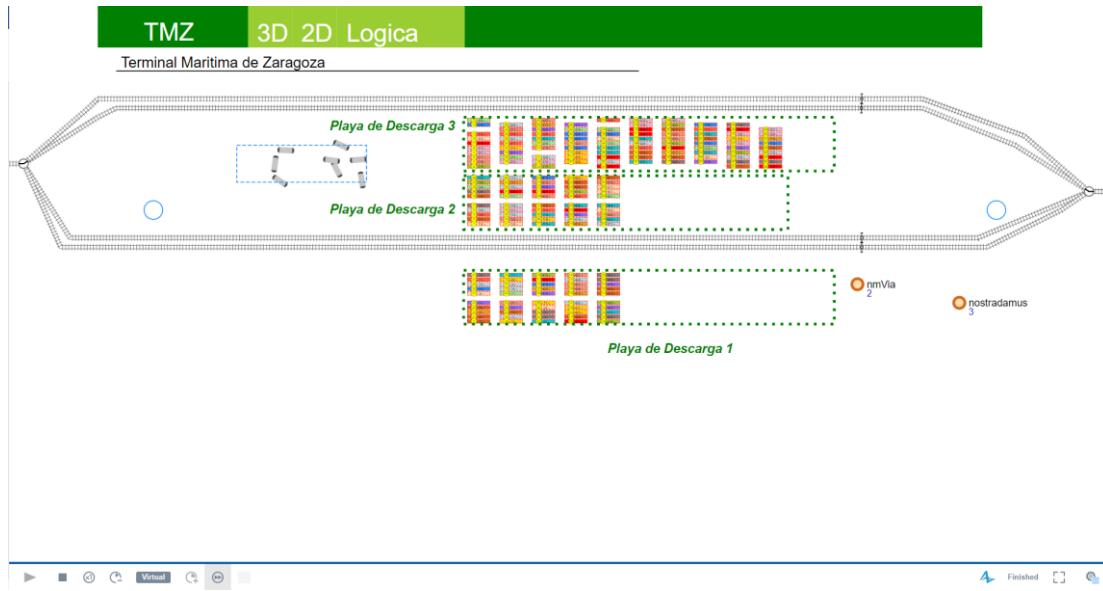 TMZ 3D 2D Logica
Terminal Maritima de Zaragoza
Playa de Descarga 3
Playa de Descarga 2
nmVia
2
nostradamus
3
Playa de Descarga 1
x1
Virtual
Finished